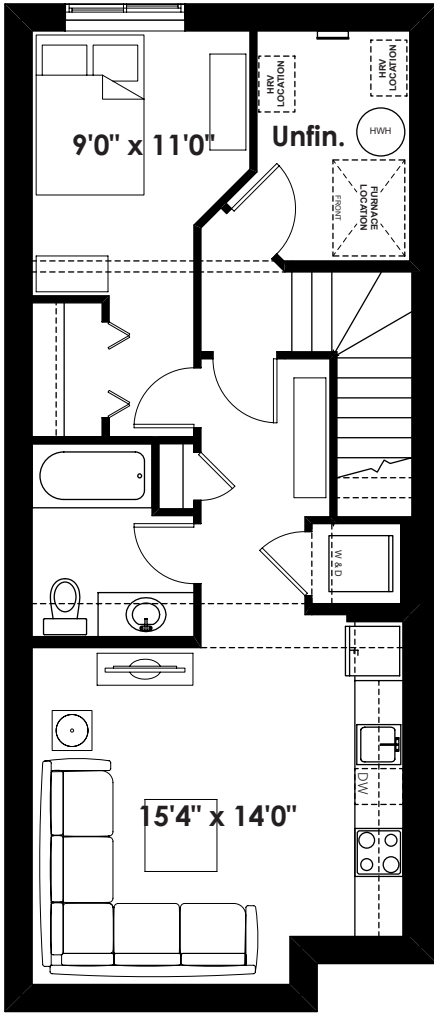 HRV
LOCATION
HRV
LOCATION
9'0" x 11'0"
Unfin.
HWH
FURNACE
LOCATION
FRONT
W & D
DW
15'4" x 14'0"